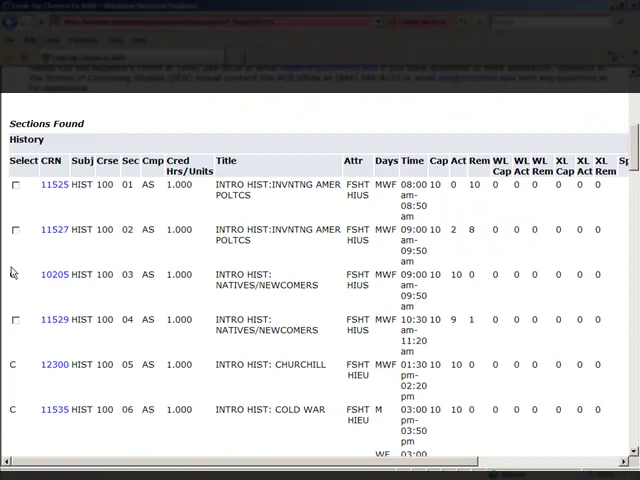 Sections Found
History
Select CRN Subj Crse Sec Cmp Cred Hrs/Units Title Attr Days Time Cap Act Rem WL Cap WL Act WL Rem XL Cap XL Act XL Rem
11525 HIST 100 01 AS 1.000 INTRO HIST:INVNTNG AMER POLTCS FSHT HIUS MWF 08:00 am-08:50 am 10 0 10 0 0 0 0 0 0
11527 HIST 100 02 AS 1.000 INTRO HIST:INVNTNG AMER POLTCS FSHT HIUS MWF 09:00 am-09:50 am 10 2 8 0 0 0 0 0 0
10205 HIST 100 03 AS 1.000 INTRO HIST: NATIVES/NEWCOMERS FSHT HIUS MWF 09:00 am-09:50 am 10 10 0 0 0 0 0 0 0
11529 HIST 100 04 AS 1.000 INTRO HIST: NATIVES/NEWCOMERS FSHT HIUS MWF 10:30 am-11:20 am 10 9 1 0 0 0 0 0 0
C 12300 HIST 100 05 AS 1.000 INTRO HIST: CHURCHILL FSHT HIEU MWF 01:30 pm-02:20 pm 10 10 0 0 0 0 0 0 0
C 11535 HIST 100 06 AS 1.000 INTRO HIST: COLD WAR FSHT HIEU M 03:00 pm-03:50 pm 10 10 0 0 0 0 0 0 0
WF 03:00